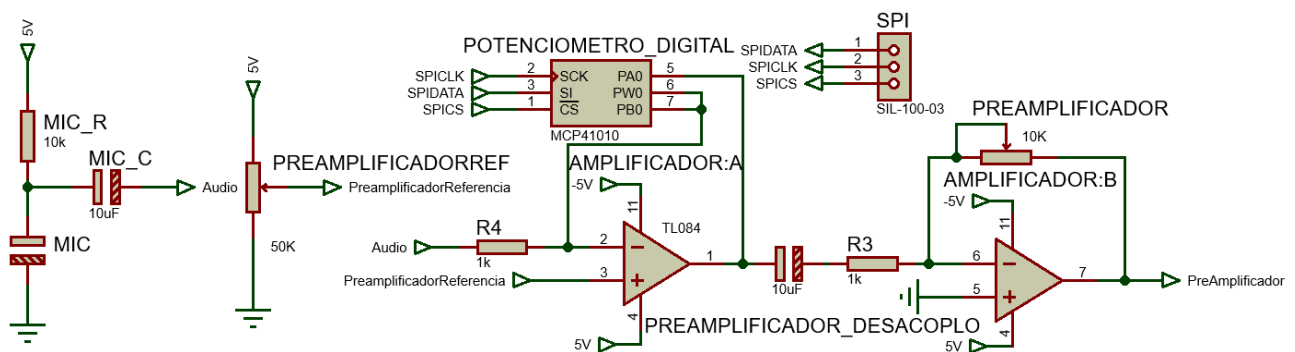 5V
MIC_R
10k
MIC_C
10uF
Audio
MIC
5V
PREAMPLIFICADORREF
PreamplificadorReferencia
50K
POTENCIOMETRO_DIGITAL
SPICLK 2 SCK PA0 5
SPIDATA 3 SI PW0 6
SPICS 1 CS PB0 7
MCP41010
AMPLIFICADOR:A
-5V
11
TL084
R4
Audio
1k
2
1
PreamplificadorReferencia
3
4
5V
PREAMPLIFICADOR_DESACOPLO
10uF
R3
1k
SPI
SPIDATA 1
SPICLK 2
SPICS 3
SIL-100-03
PREAMPLIFICADOR
10K
AMPLIFICADOR:B
-5V
11
6
7
PreAmplificador
5
4
5V